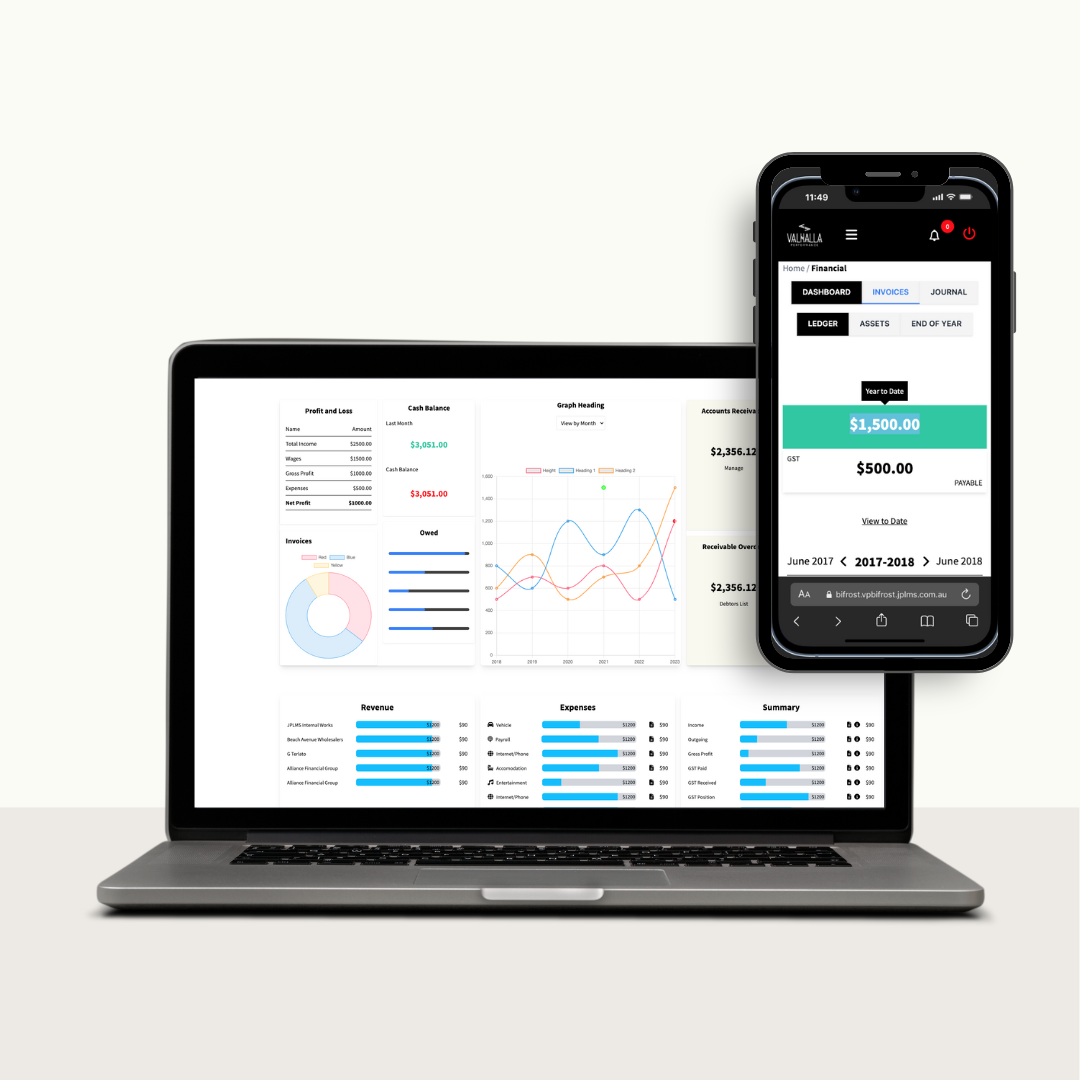 11:49
VALHALLA
0
Home / Financial
DASHBOARD INVOICES JOURNAL
LEDGER ASSETS END OF YEAR
Year to Date
$1,500.00
GST
$500.00
PAYABLE
View to Date
June 2017 2017-2018 June 2018
AA bifrost.vpbifrost.jplms.com.au
Profit and Loss
Name Amount
Total Income $2500.00
Wages $1500.00
Gross Profit $1000.00
Expenses $500.00
Net Profit $1000.00
Cash Balance
Last Month
$3,051.00
Cash Balance
$3,051.00
Invoices
Red Blue
Yellow
Owed
Graph Heading
View by Month
Height Heading 1 Heading 2
1,600
1,400
1,200
1,000
800
600
400
200
0
2018 2019 2020 2021 2022 2023
Accounts Receiva
$2,356.12
Manage
Receivable Overd
$2,356.12
Debtors List
Revenue
JPLMS Internal Works $1200 $90
Beach Avenue Wholesalers $1200 $90
G Terlato $1200 $90
Alliance Financial Group $1200 $90
Alliance Financial Group $1200 $90
Expenses
Vehicle $1200 $90
Payroll $1200 $90
Internet/Phone $1200 $90
Accomodation $1200 $90
Entertainment $1200 $90
Internet/Phone $1200 $90
Summary
Income $1200 $90
Outgoing $1200 $90
Gross Profit $1200 $90
GST Paid $1200 $90
GST Received $1200 $90
GST Position $1200 $90